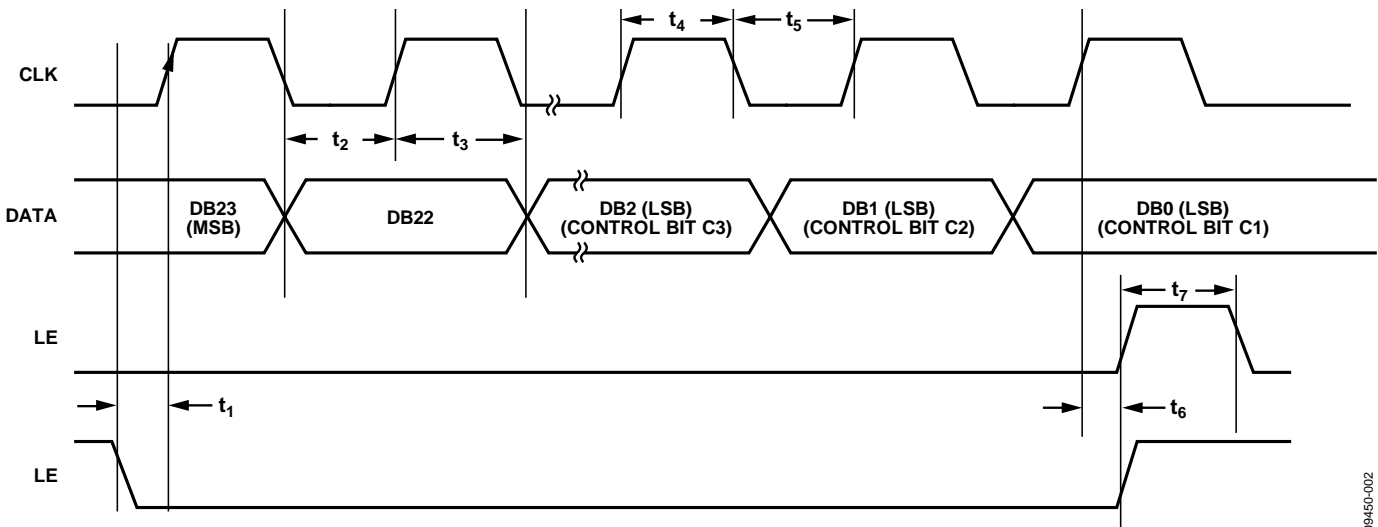 t4
t5
CLK
t2
t3
DATA
DB23
(MSB)
DB22
DB2 (LSB)
(CONTROL BIT C3)
DB1 (LSB)
(CONTROL BIT C2)
DB0 (LSB)
(CONTROL BIT C1)
t7
LE
t1
t6
LE
09450-002